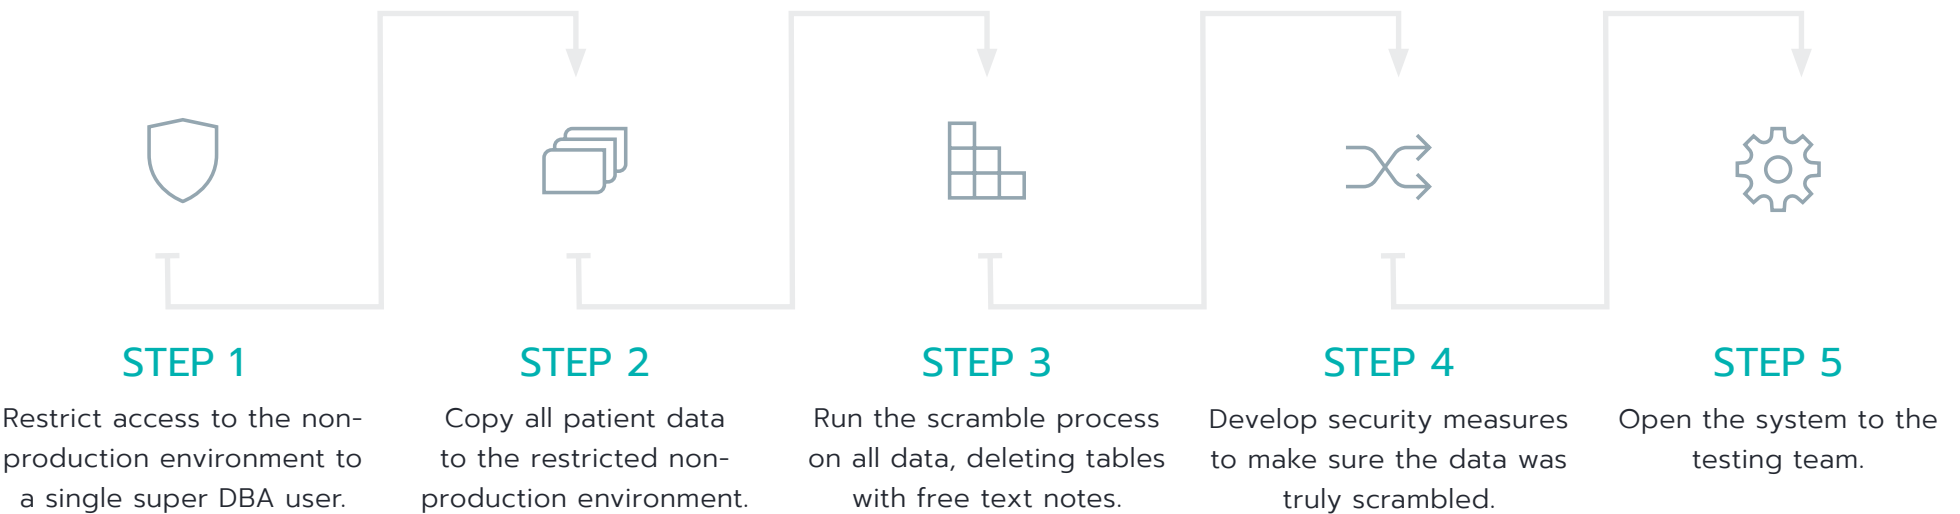 STEP 1
Restrict access to the non-
production environment to
a single super DBA user.
STEP 2
Copy all patient data
to the restricted non-
production environment.
STEP 3
Run the scramble process
on all data, deleting tables
with free text notes.
STEP 4
Develop security measures
to make sure the data was
truly scrambled.
STEP 5
Open the system to the
testing team.